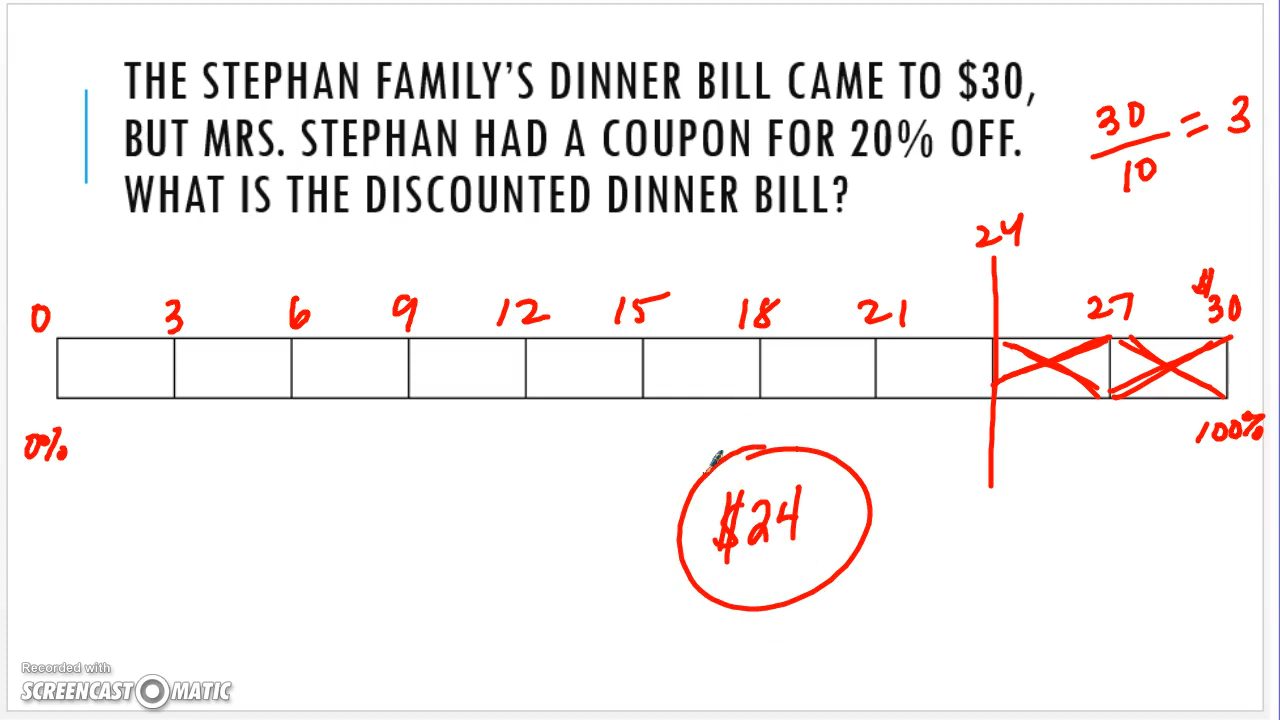 THE STEPHAN FAMILY'S DINNER BILL CAME TO $30,
BUT MRS. STEPHAN HAD A COUPON FOR 20% OFF.
WHAT IS THE DISCOUNTED DINNER BILL?
30
10
= 3
24
0 3 6 9 12 15 18 21 27 $30
0% 100%
$24
Recorded with
SCREENCAST MATIC